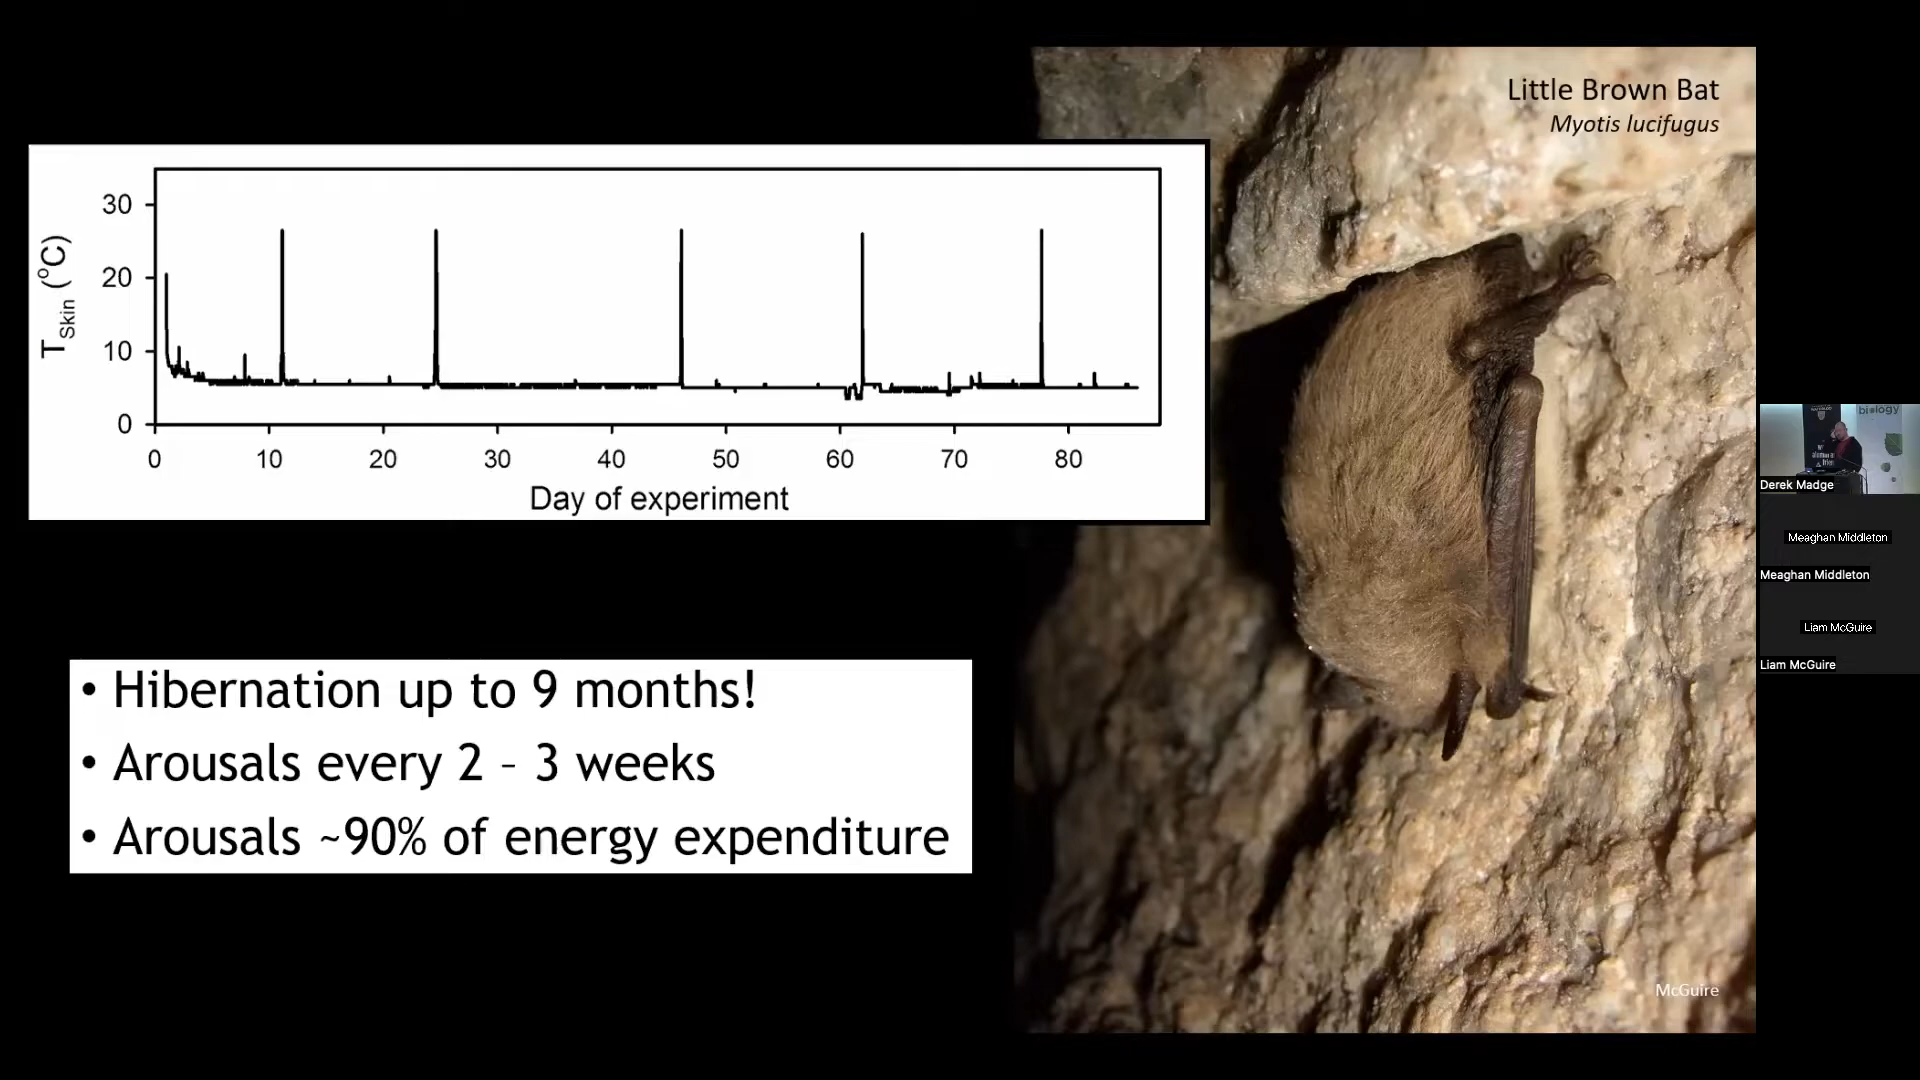 Little Brown Bat
Myotis lucifugus
30
20
10
0
T_Skin (°C)
0 10 20 30 40 50 60 70 80
Day of experiment
• Hibernation up to 9 months!
• Arousals every 2 – 3 weeks
• Arousals ~90% of energy expenditure
McGuire
biology
Derek Madge
Meaghan Middleton
Meaghan Middleton
Liam McGuire
Liam McGuire